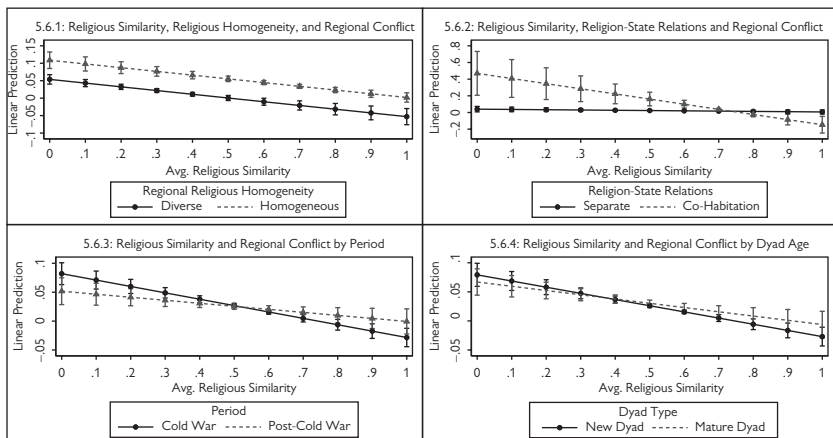 5.6.1: Religious Similarity, Religious Homogeneity, and Regional Conflict
Linear Prediction
.15
.1
.05
0
−.05
−.1
0 .1 .2 .3 .4 .5 .6 .7 .8 .9 1
Avg. Religious Similarity
Regional Religious Homogeneity
Diverse Homogeneous
5.6.2: Religious Similarity, Religion-State Relations and Regional Conflict
Linear Prediction
.8
.6
.4
.2
0
−.2
0 .1 .2 .3 .4 .5 .6 .7 .8 .9 1
Avg. Religious Similarity
Religion-State Relations
Separate Co-Habitation
5.6.3: Religious Similarity and Regional Conflict by Period
Linear Prediction
.1
.05
0
−.05
0 .1 .2 .3 .4 .5 .6 .7 .8 .9 1
Avg. Religious Similarity
Period
Cold War Post-Cold War
5.6.4: Religious Similarity and Regional Conflict by Dyad Age
Linear Prediction
.1
.05
0
−.05
0 .1 .2 .3 .4 .5 .6 .7 .8 .9 1
Avg. Religious Similarity
Dyad Type
New Dyad Mature Dyad